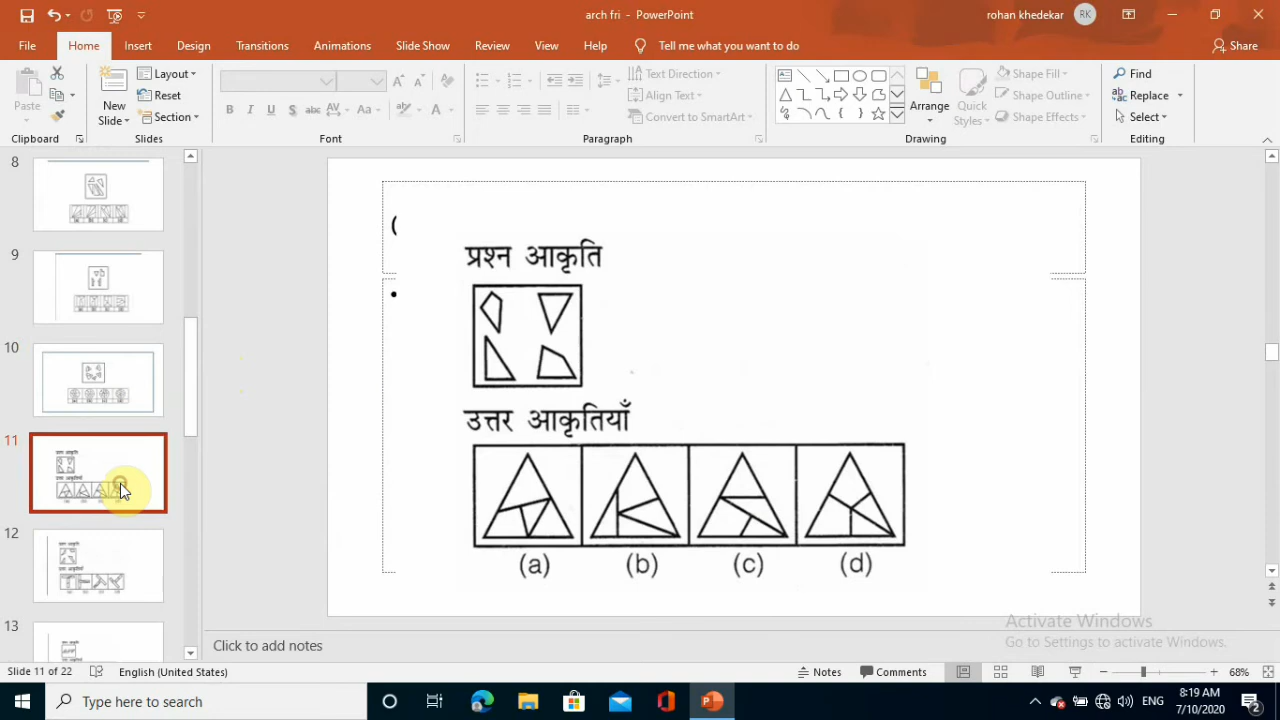 arch fri - PowerPoint
rohan khedekar RK
File Home Insert Design Transitions Animations Slide Show Review View Help Tell me what you want to do Share
Paste
Clipboard
New Slide
Layout
Reset
Section
Slides
B I U S abc AV Aa A
Font
Text Direction
Align Text
Convert to SmartArt
Paragraph
Arrange
Quick Styles
Shape Fill
Shape Outline
Shape Effects
Drawing
Find
Replace
Select
Editing
8
9
10
11
12
13
(
प्रश्न आकृति
उत्तर आकृतियाँ
(a) (b) (c) (d)
Activate Windows
Go to Settings to activate Windows.
Click to add notes
Slide 11 of 22 English (United States) Notes Comments 68%
Type here to search
ENG
8:19 AM
7/10/2020
2